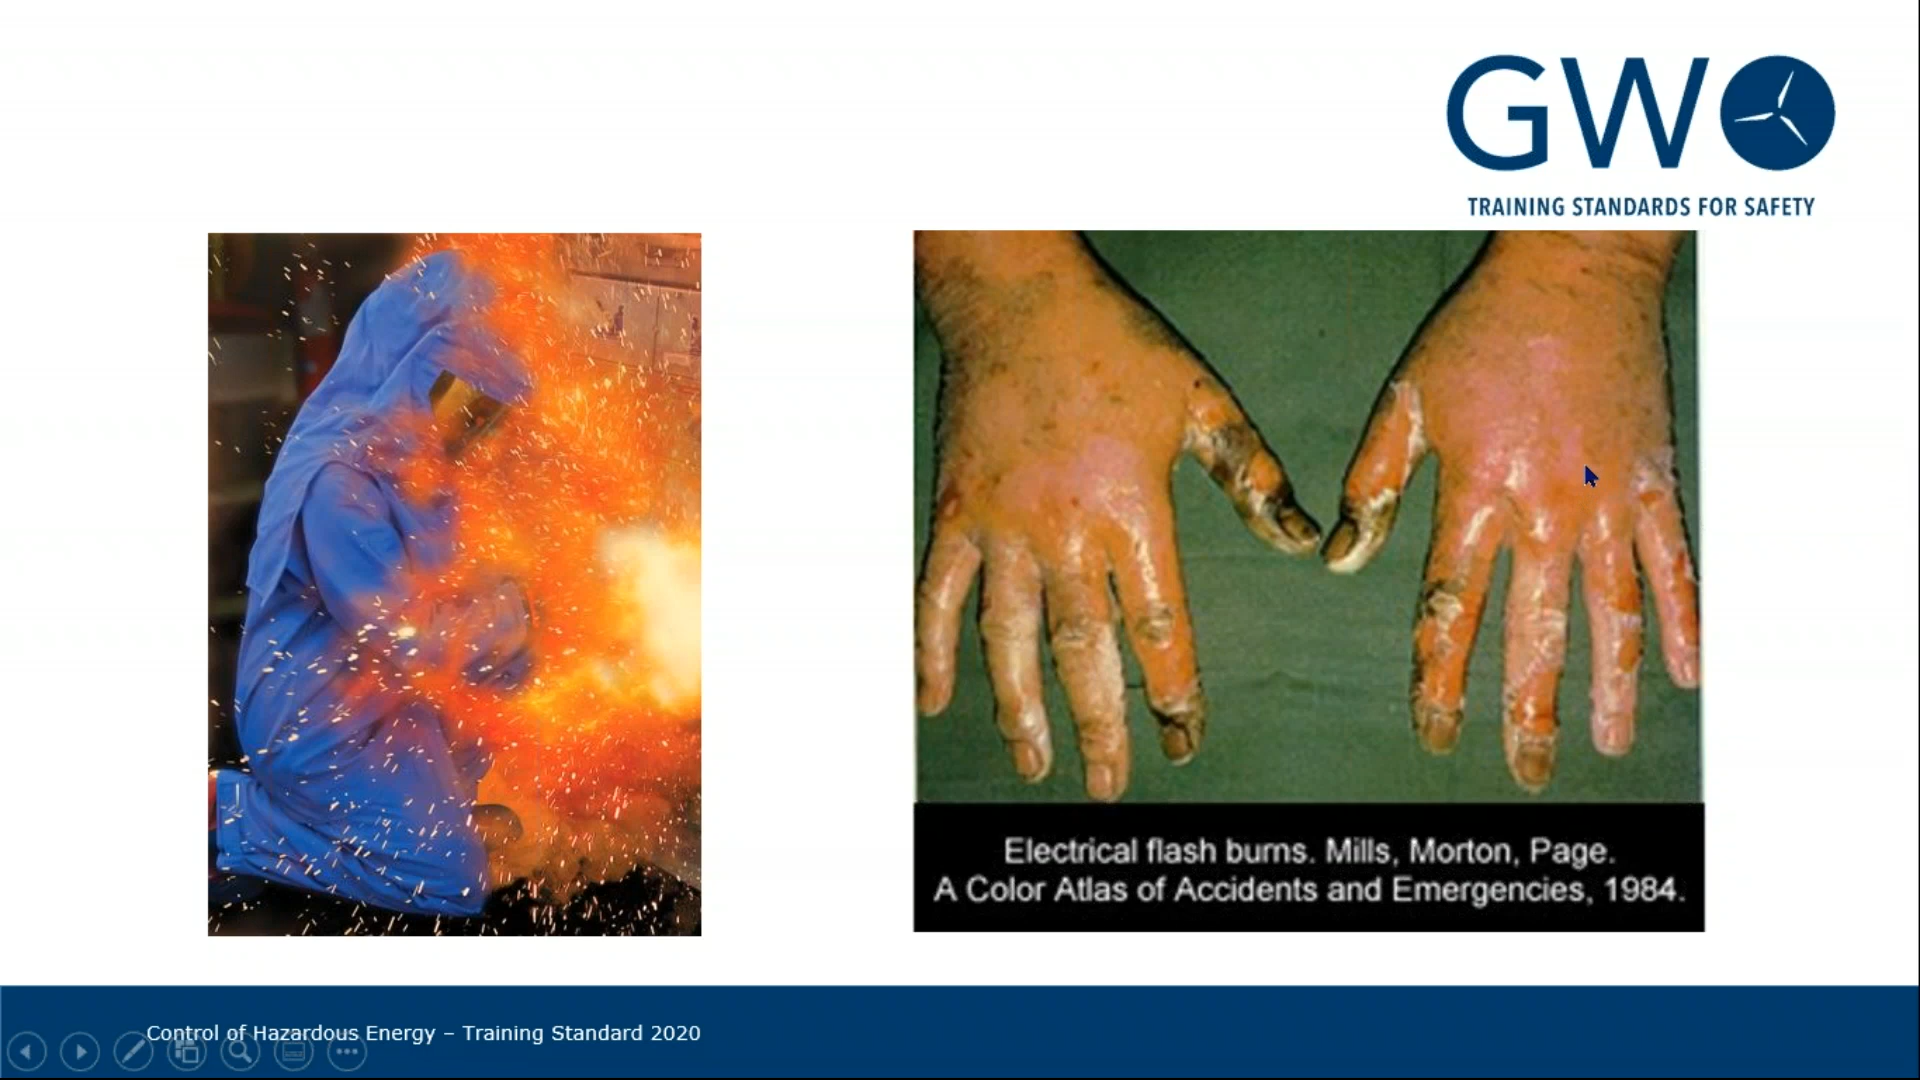 GWO
TRAINING STANDARDS FOR SAFETY
Electrical flash burns. Mills, Morton, Page.
A Color Atlas of Accidents and Emergencies, 1984.
Control of Hazardous Energy – Training Standard 2020